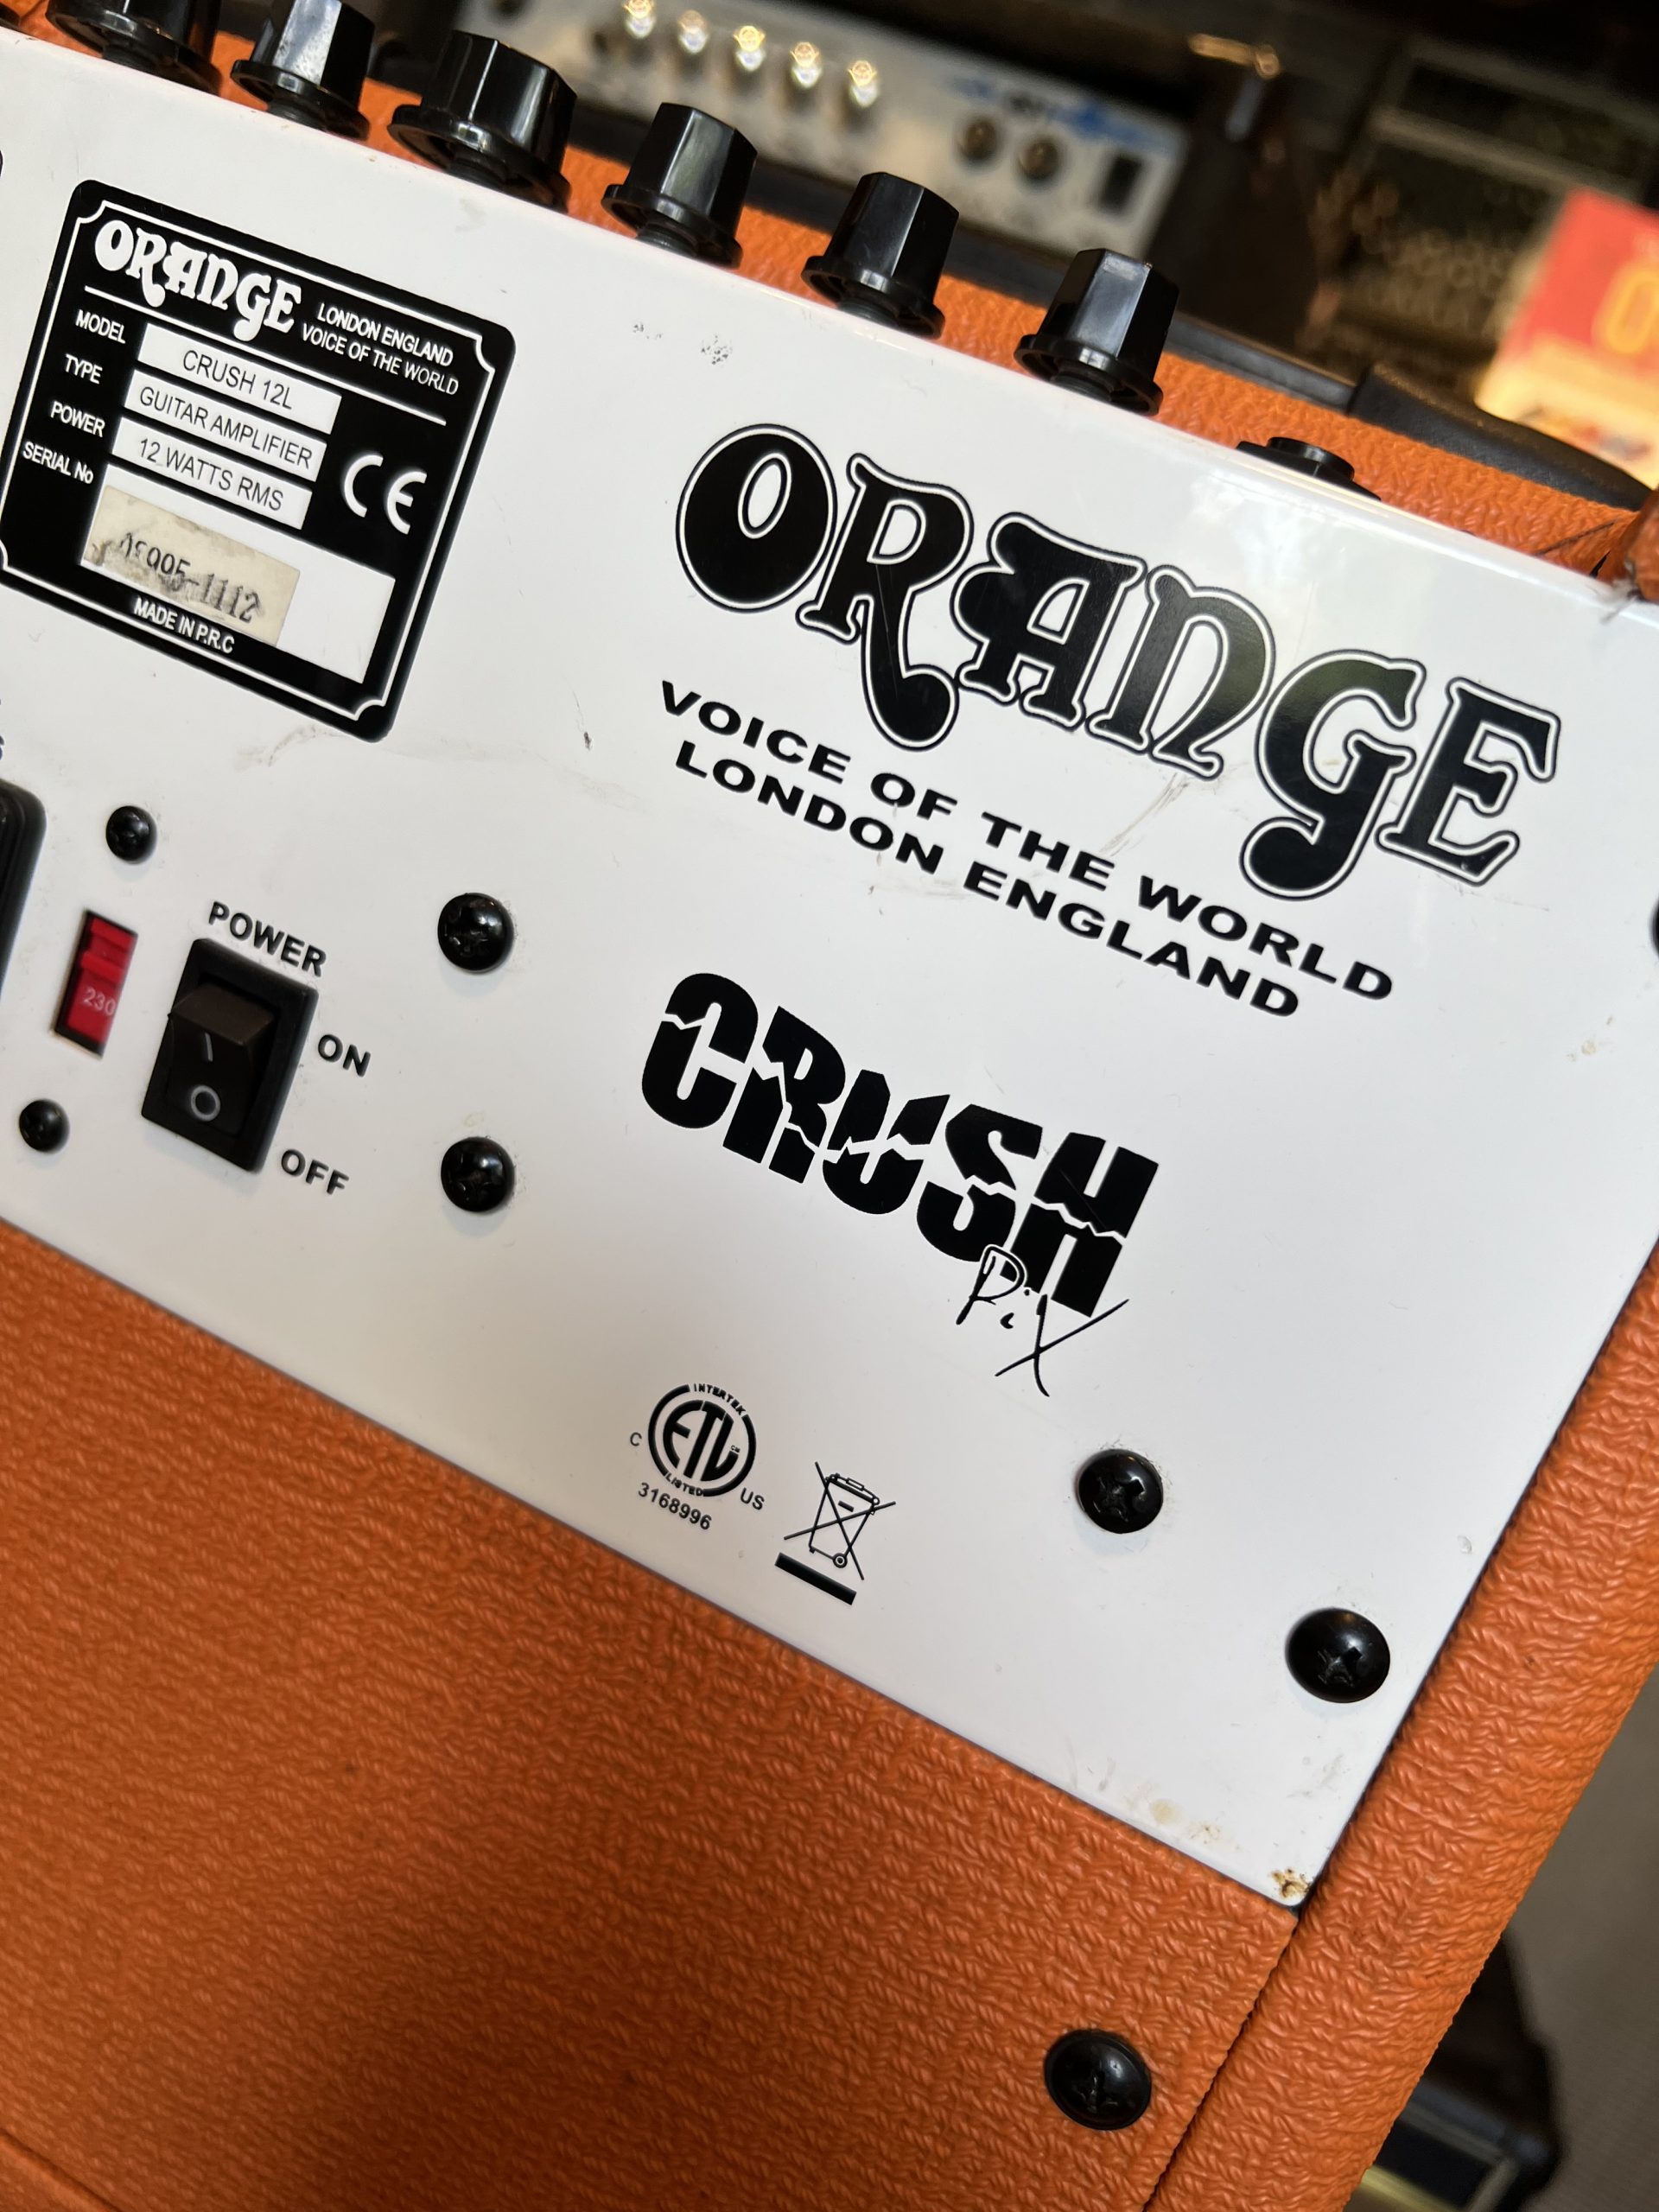 ORANGE
LONDON ENGLAND
VOICE OF THE WORLD
MODEL CRUSH 12L
TYPE GUITAR AMPLIFIER
POWER 12 WATTS RMS
SERIAL No
MADE IN P.R.C
CE
ORANGE
VOICE OF THE WORLD
LONDON ENGLAND
230
POWER
ON
OFF
CRUSH
PiX
INTERTEK
C ETL US
LISTED
3168996